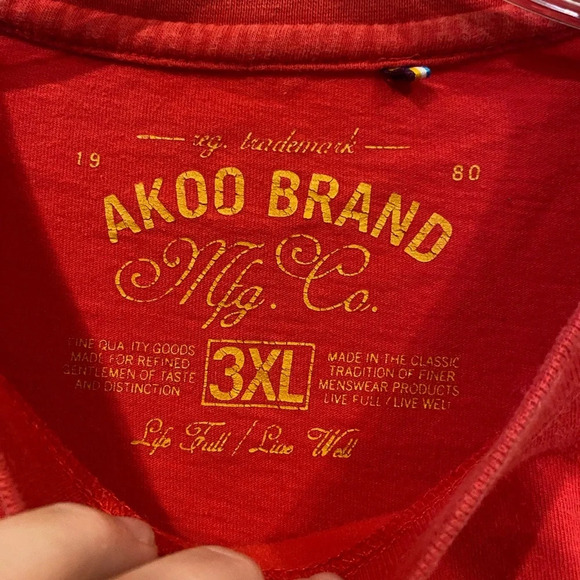 reg. trademark
19 80
AKOO BRAND
Mfg. Co.
FINE QUALITY GOODS
MADE FOR REFINED
GENTLEMEN OF TASTE
AND DISTINCTION
3XL
MADE IN THE CLASSIC
TRADITION OF FINER
MENSWEAR PRODUCTS
LIVE FULL / LIVE WELL
Life Full / Live Well